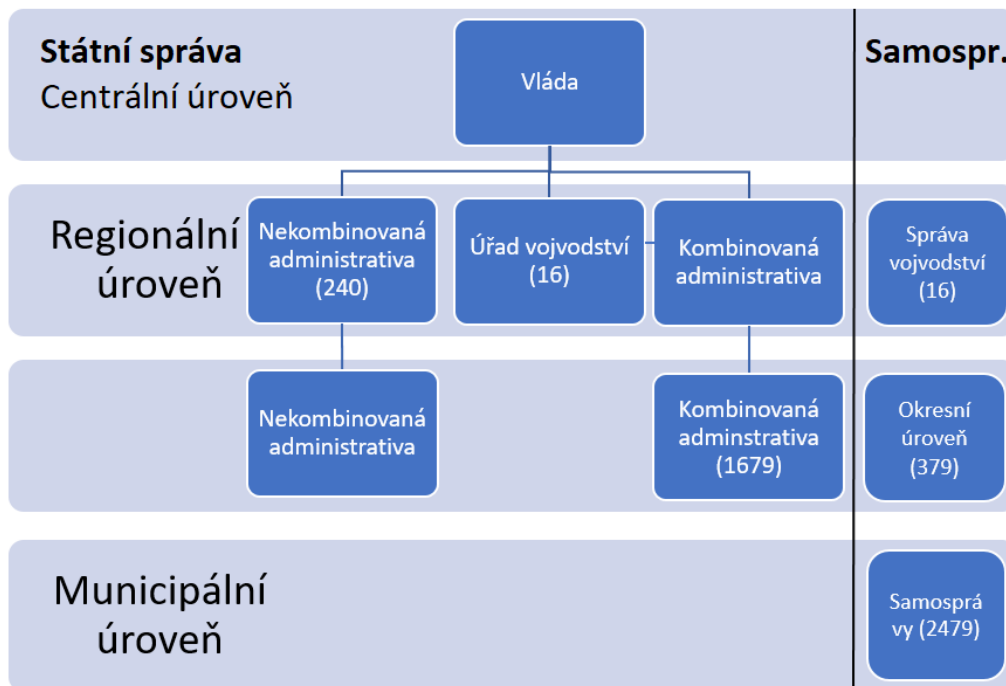 Státní správa
Centrální úroveň
Vláda
Samospr.
Regionální
úroveň
Nekombinovaná
administrativa
(240)
Úřad vojvodství
(16)
Kombinovaná
administrativa
Správa
vojvodství
(16)
Nekombinovaná
administrativa
Kombinovaná
adminstrativa
(1679)
Okresní
úroveň
(379)
Municipální
úroveň
Samosprá
vy (2479)